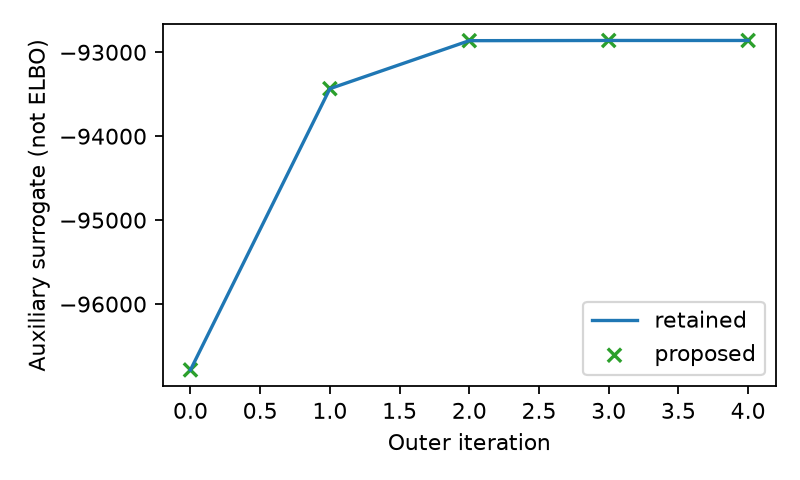 −93000
−94000
−95000
−96000
Auxiliary surrogate (not ELBO)
retained
proposed
0.0 0.5 1.0 1.5 2.0 2.5 3.0 3.5 4.0
Outer iteration